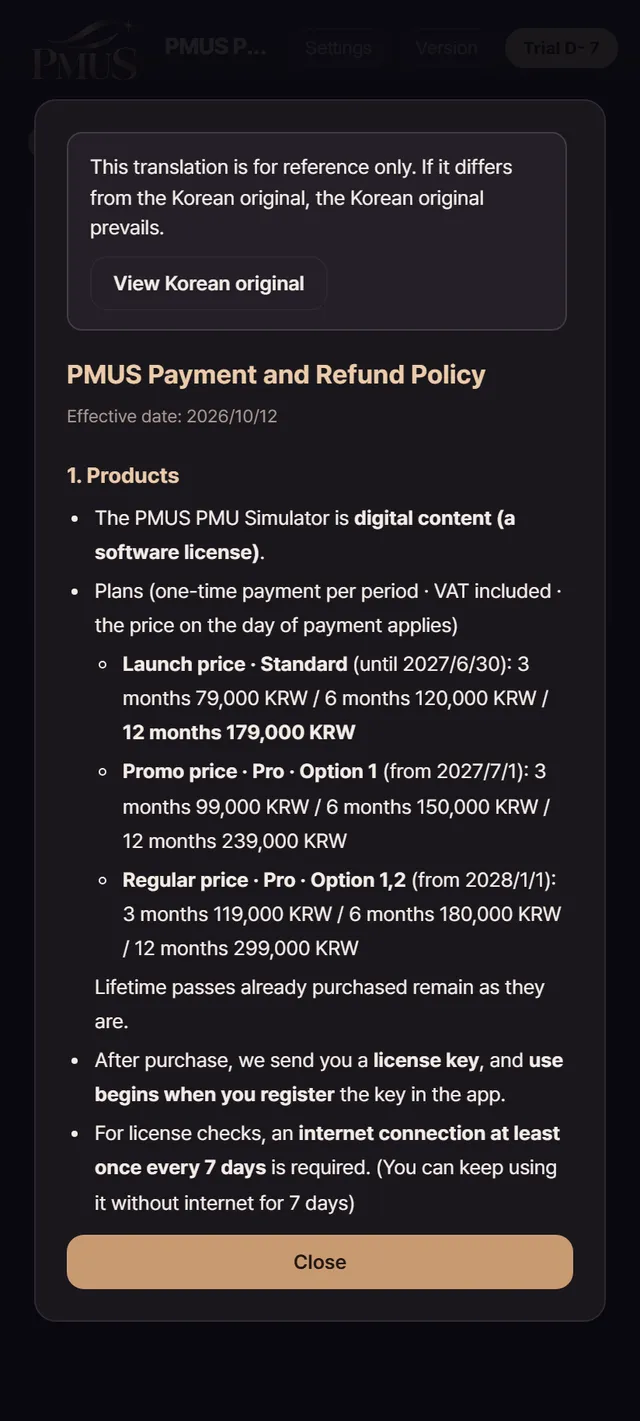 PMUS
PMUS P...
Settings
Version
Trial D- 7
This translation is for reference only. If it differs
from the Korean original, the Korean original
prevails.
View Korean original
PMUS Payment and Refund Policy
Effective date: 2026/10/12
1. Products
• The PMUS PMU Simulator is digital content (a
software license).
• Plans (one-time payment per period · VAT included ·
the price on the day of payment applies)
◦ Launch price · Standard (until 2027/6/30): 3
months 79,000 KRW / 6 months 120,000 KRW /
12 months 179,000 KRW
◦ Promo price · Pro · Option 1 (from 2027/7/1): 3
months 99,000 KRW / 6 months 150,000 KRW /
12 months 239,000 KRW
◦ Regular price · Pro · Option 1,2 (from 2028/1/1):
3 months 119,000 KRW / 6 months 180,000 KRW
/ 12 months 299,000 KRW
Lifetime passes already purchased remain as they
are.
• After purchase, we send you a license key, and use
begins when you register the key in the app.
• For license checks, an internet connection at least
once every 7 days is required. (You can keep using
it without internet for 7 days)
Close